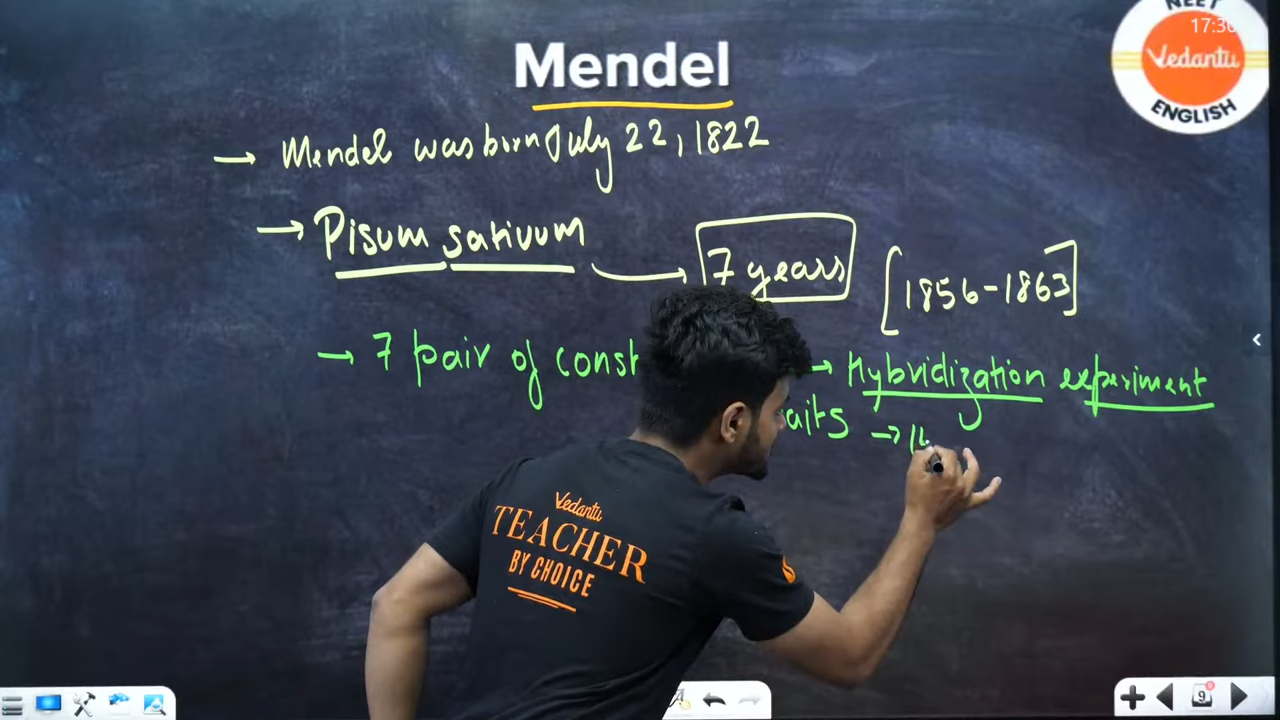 NEET
17:30
Vedantu
ENGLISH
Mendel
→ Mendel was born July 22, 1822
→ Pisum sativum → 7 years [1856-1863]
→ 7 pair of const → Hybridization experiment
aits →
Vedantu
TEACHER
BY CHOICE
9